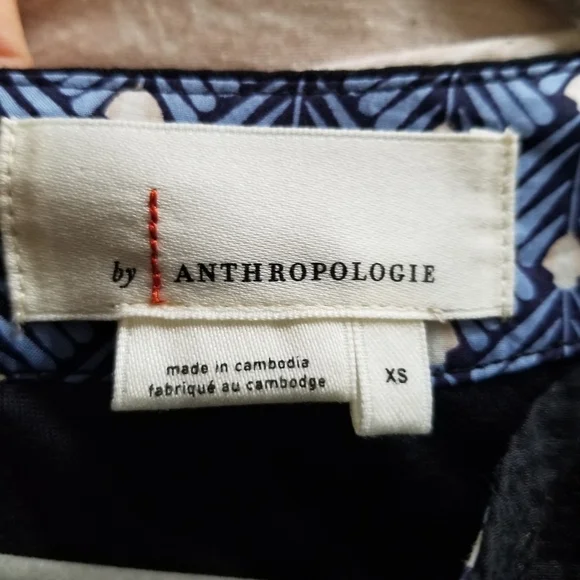 by ANTHROPOLOGIE
made in cambodia
fabriqué au cambodge
XS